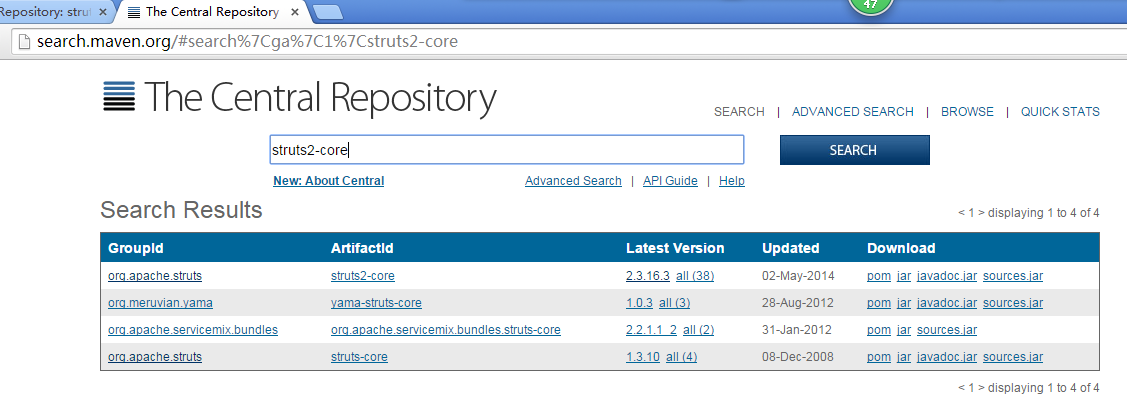 Repository: stru
The Central Repository
47
search.maven.org/#search%7Cga%7C1%7Cstruts2-core
The Central Repository
SEARCH | ADVANCED SEARCH | BROWSE | QUICK STATS
struts2-core SEARCH
New: About Central Advanced Search | API Guide | Help
Search Results < 1 > displaying 1 to 4 of 4
GroupId ArtifactId Latest Version Updated Download
org.apache.struts struts2-core 2.3.16.3 all (38) 02-May-2014 pom jar javadoc.jar sources.jar
org.meruvian.yama yama-struts-core 1.0.3 all (3) 28-Aug-2012 pom jar javadoc.jar sources.jar
org.apache.servicemix.bundles org.apache.servicemix.bundles.struts-core 2.2.1.1_2 all (2) 31-Jan-2012 pom jar sources.jar
org.apache.struts struts-core 1.3.10 all (4) 08-Dec-2008 pom jar javadoc.jar sources.jar
< 1 > displaying 1 to 4 of 4